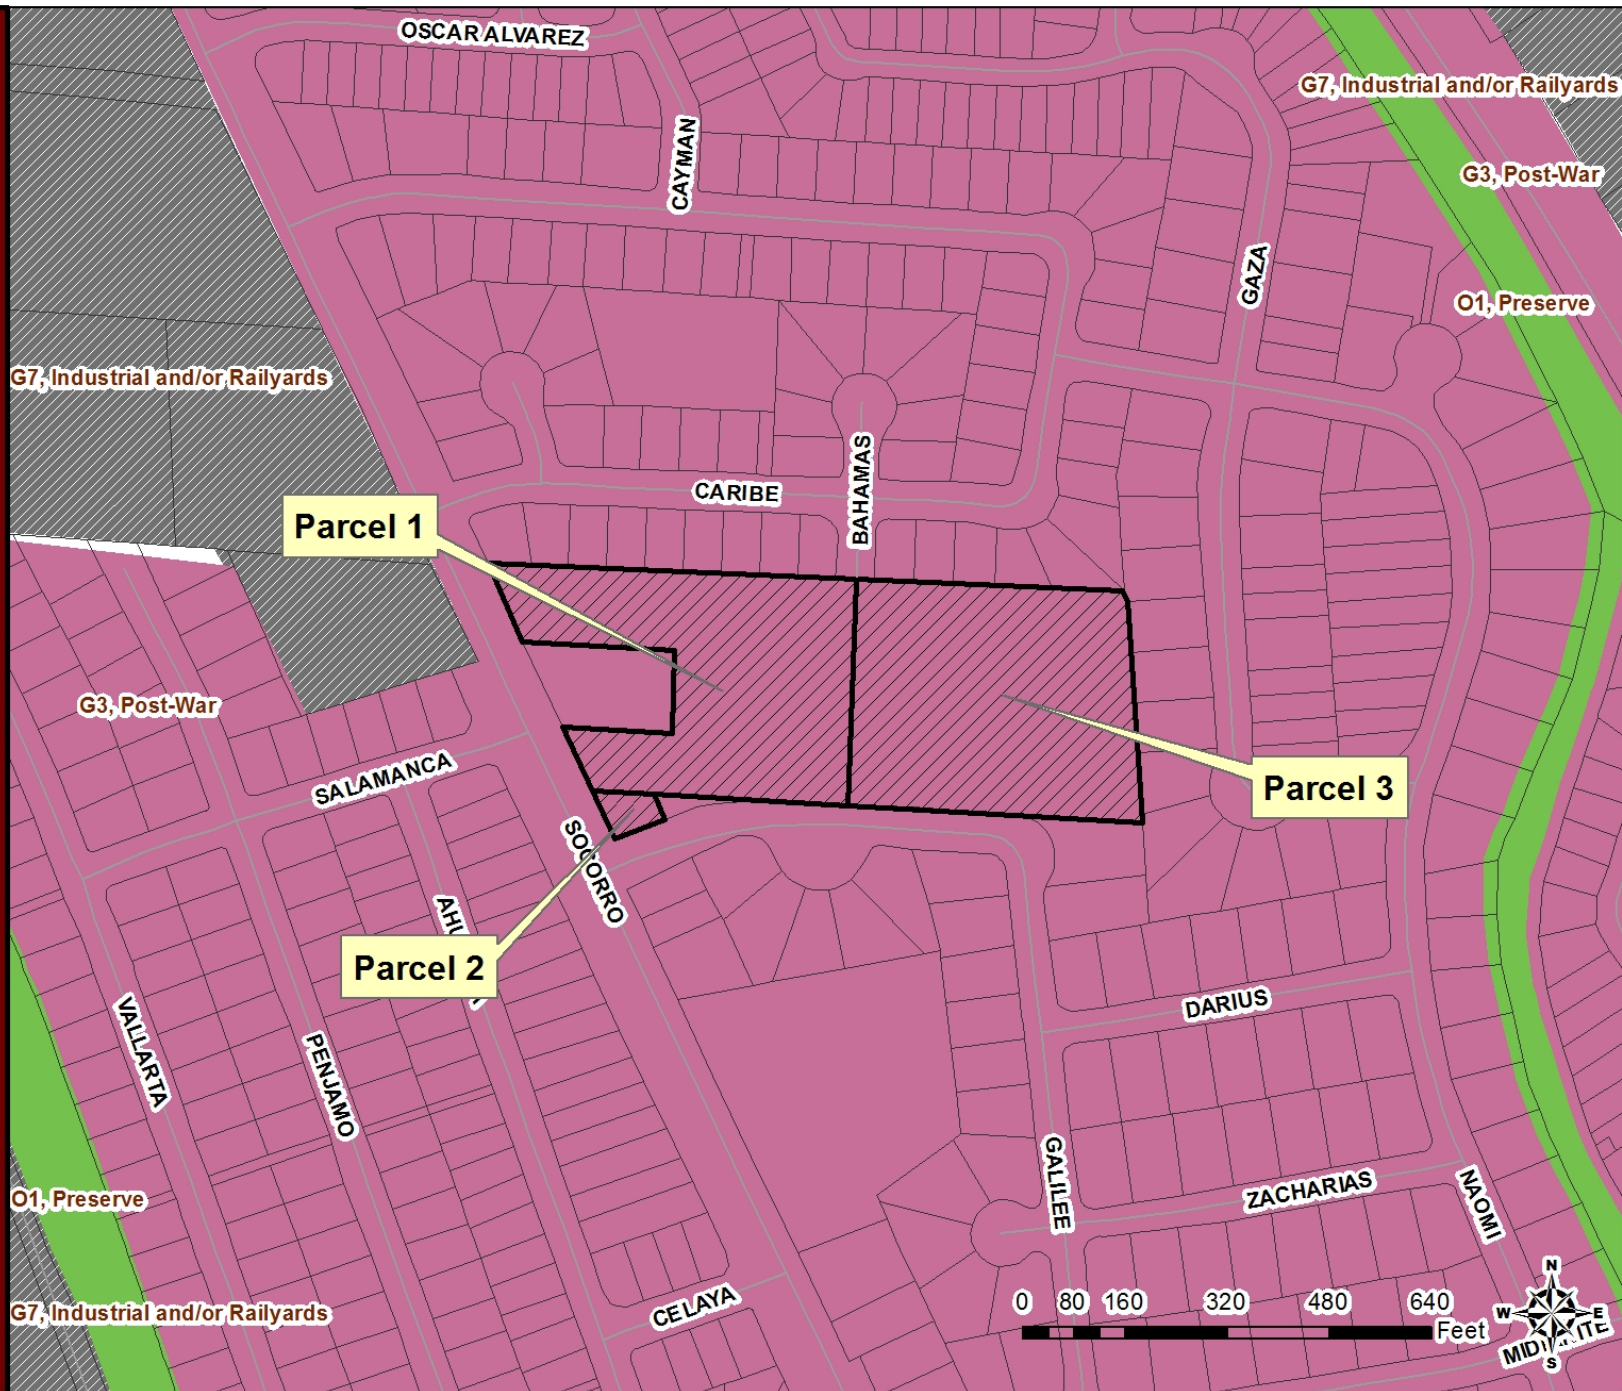 OSCAR ALVAREZ
G7, Industrial and/or Railyards
CAYMAN
G3, Post-War
GAZA
O1, Preserve
G7, Industrial and/or Railyards
BAHAMAS
CARIBE
Parcel 1
G3, Post-War
SALAMANCA
Parcel 3
SOCORRO
Parcel 2
VALLARTA
PENJAMO
DARIUS
GALILEE
ZACHARIAS
NAOMI
O1, Preserve
G7, Industrial and/or Railyards
CELAYA
0 80 160 320 480 640
Feet
N
W E
S